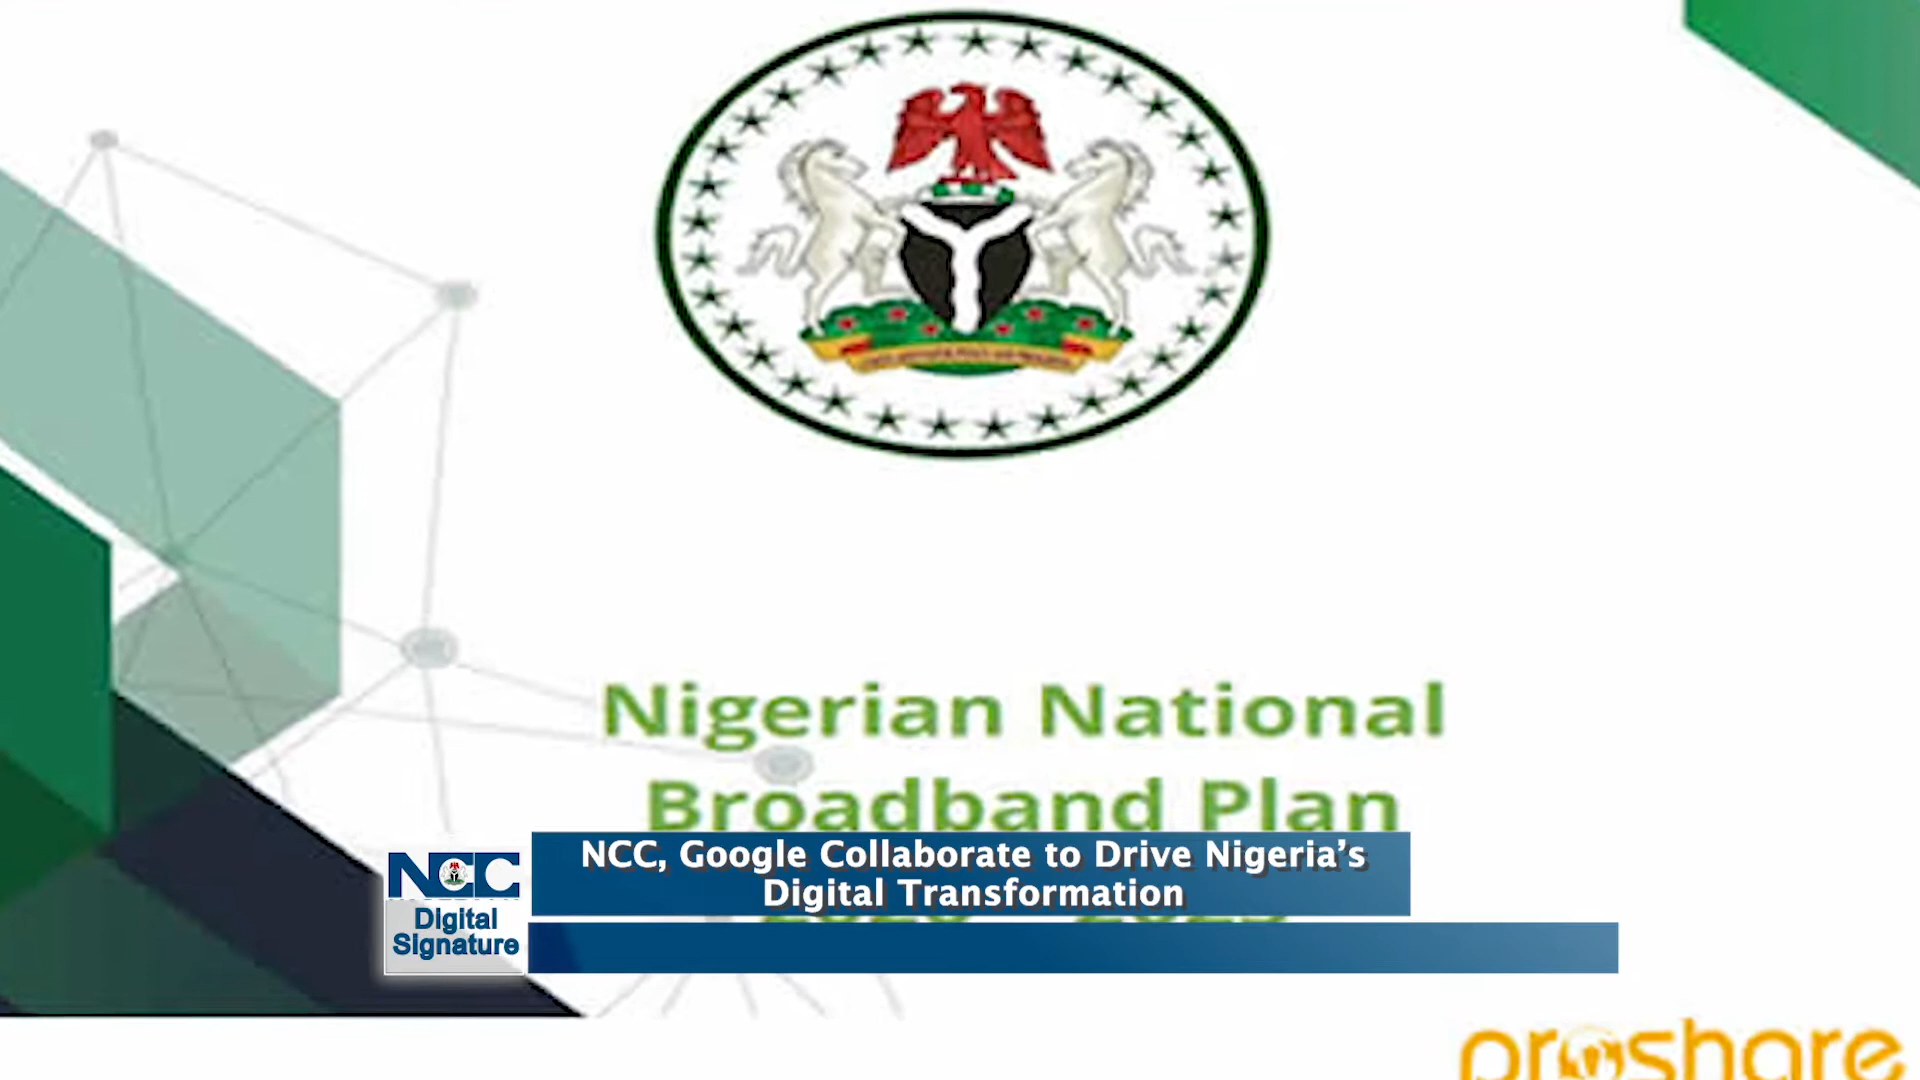 Nigerian National
Broadband Plan
NCC, Google Collaborate to Drive Nigeria’s
Digital Transformation
NCC
Digital
Signature
proshare